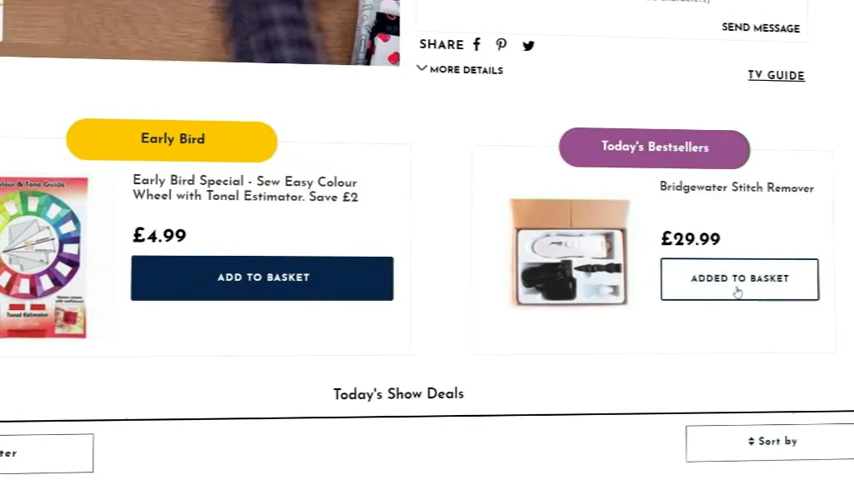 SEND MESSAGE
SHARE
MORE DETAILS
TV GUIDE
Early Bird
Today's Bestsellers
Early Bird Special - Sew Easy Colour
Wheel with Tonal Estimator. Save £2
£4.99
ADD TO BASKET
Bridgewater Stitch Remover
£29.99
ADDED TO BASKET
Tonal Estimator
Today's Show Deals
Sort by